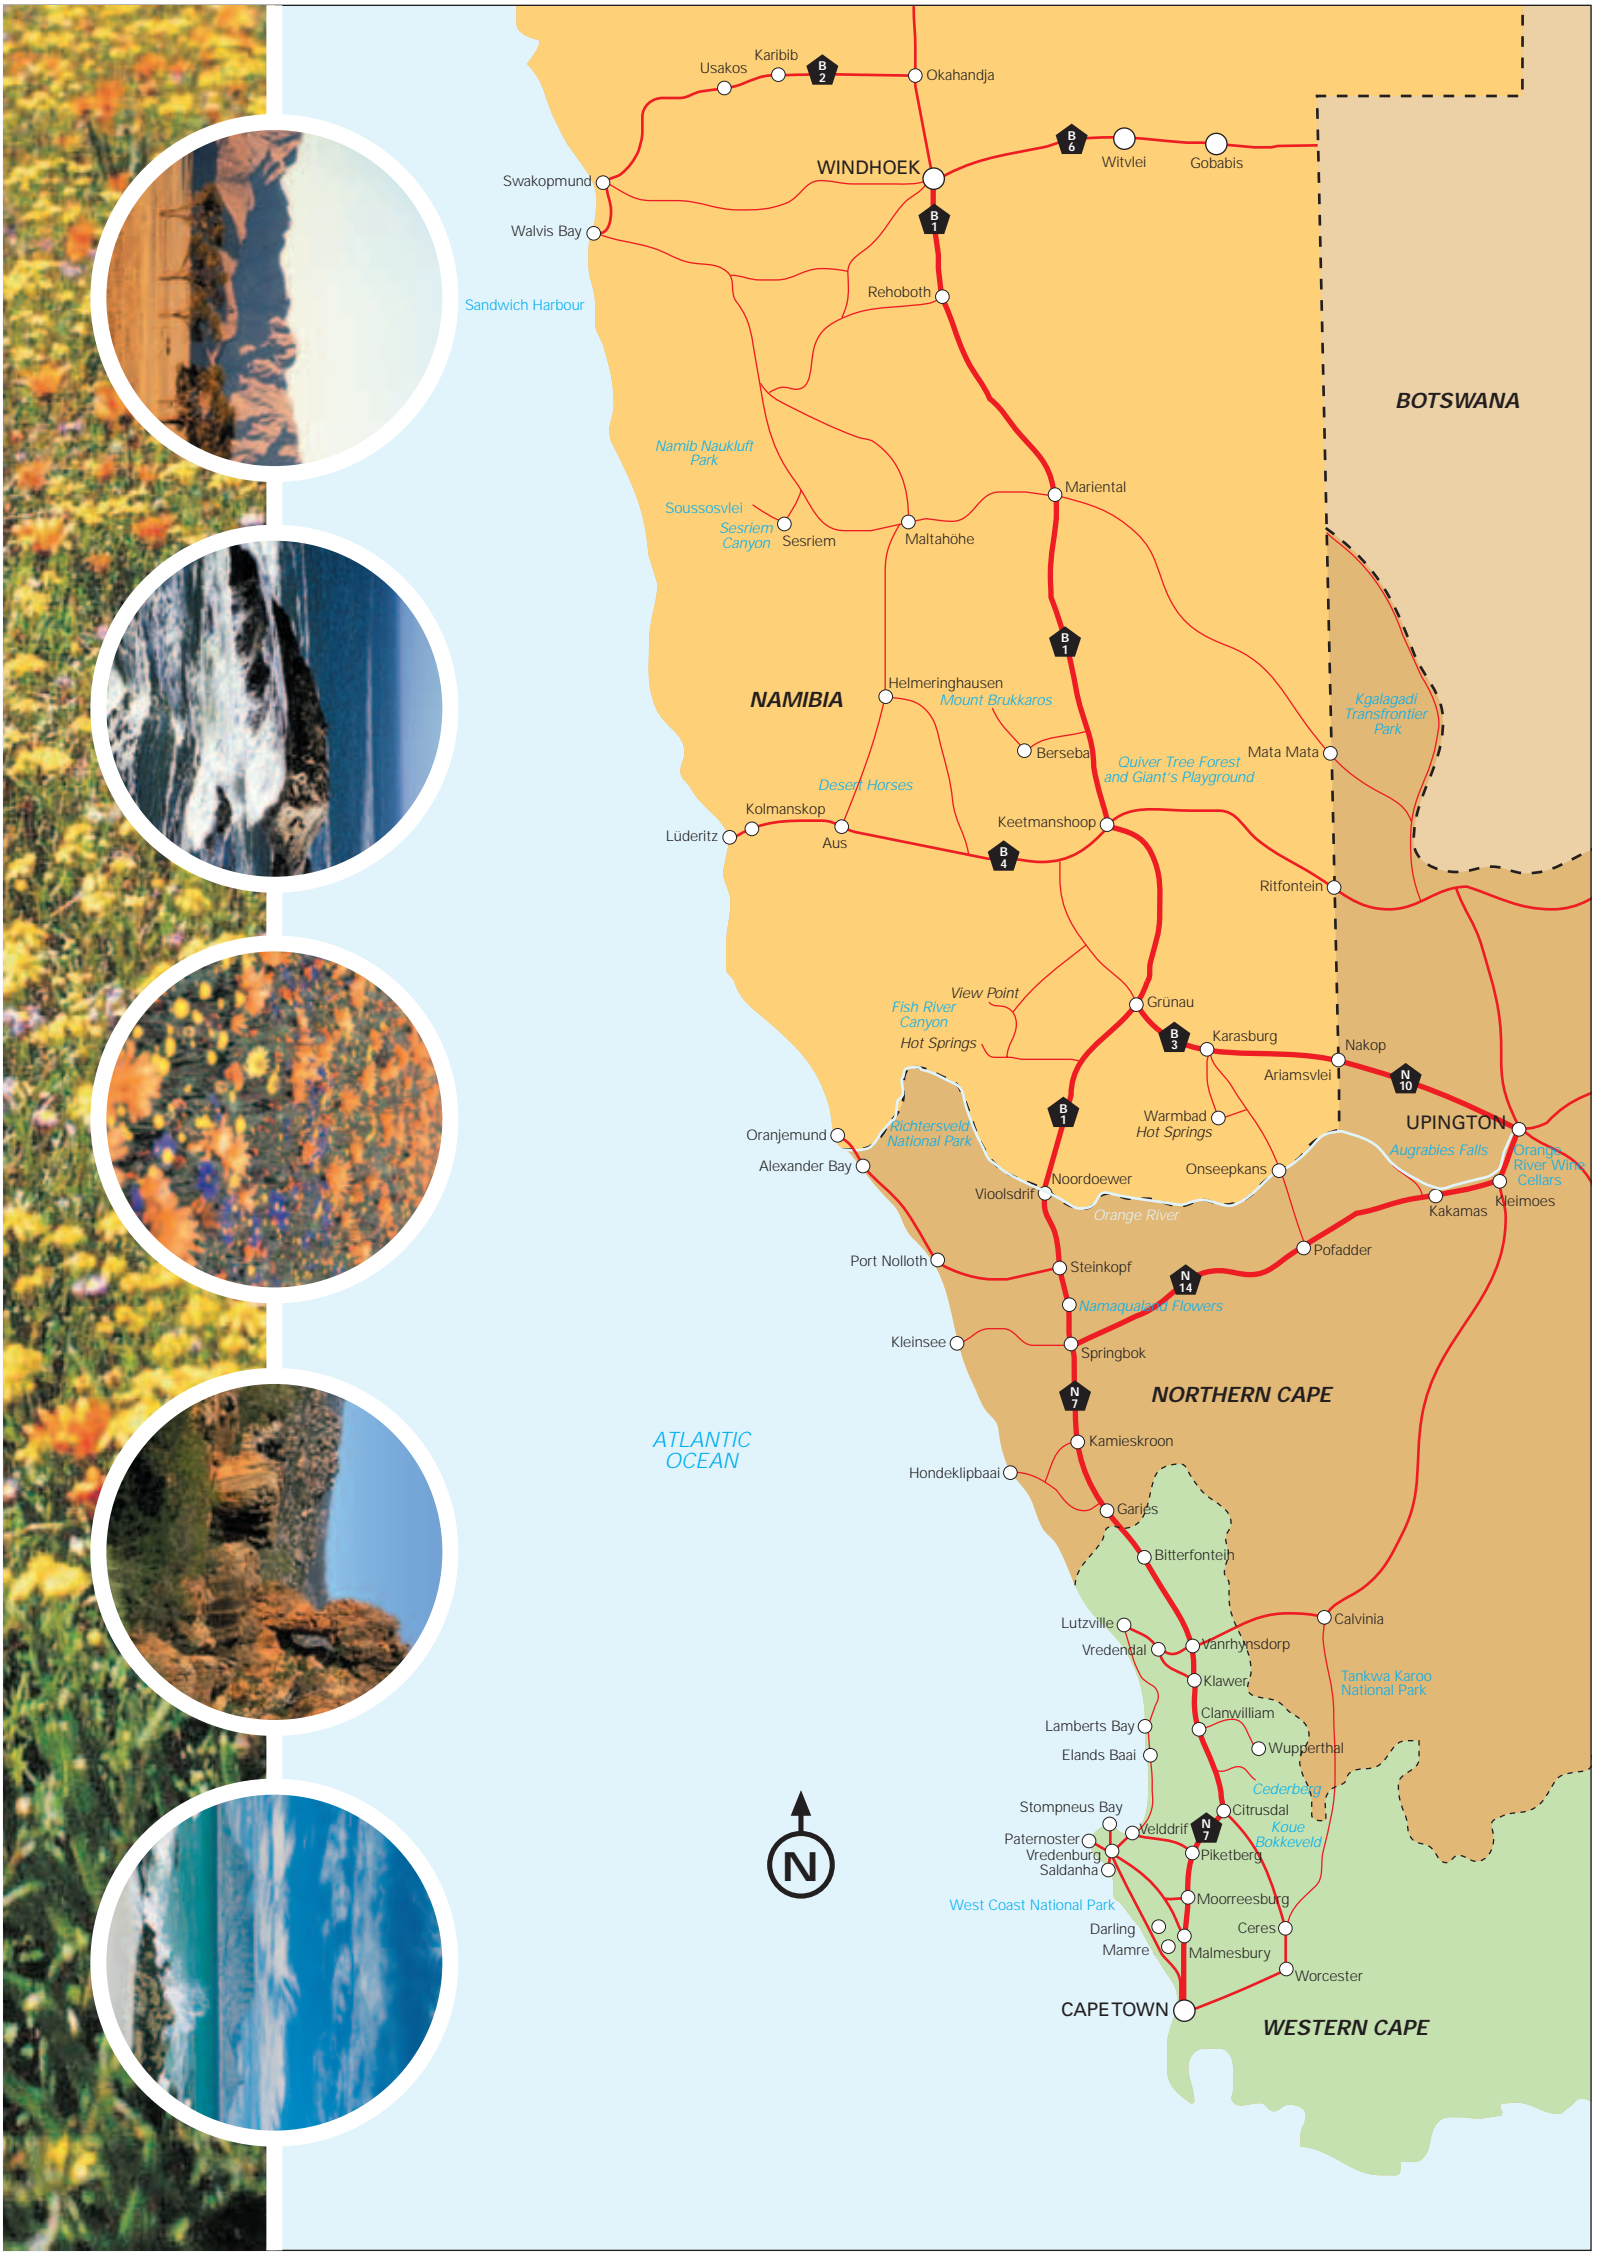 Karibib
Usakos
B
2
Okahandja
B
6
Witvlei
Gobabis
WINDHOEK
Swakopmund
B
1
Walvis Bay
Rehoboth
Sandwich Harbour
BOTSWANA
Namib Naukluft
Park
Mariental
Soussosvlei
Sesriem
Canyon
Sesriem
Maltahöhe
B
1
Helmeringhausen
NAMIBIA
Mount Brukkaros
Kgalagadi
Transfrontier
Park
Berseba
Mata Mata
Quiver Tree Forest
and Giant's Playground
Desert Horses
Kolmanskop
Lüderitz
Aus
Keetmanshoop
B
4
Ritfontein
View Point
Fish River
Canyon
Grünau
Hot Springs
B
3
Karasburg
Nakop
Ariamsvlei
N
10
B
1
Warmbad
Hot Springs
UPINGTON
Richtersveld
National Park
Oranjemund
Augrabies Falls
Orange
River Wine
Cellars
Alexander Bay
Onseepkans
Noordoewer
Vioolsdrif
Kleimoes
Kakamas
Orange River
Pofadder
Port Nolloth
Steinkopf
N
14
Namaqualand Flowers
Kleinsee
Springbok
N
7
NORTHERN CAPE
ATLANTIC
OCEAN
Kamieskroon
Hondeklipbaai
Garies
Bitterfontein
Lutzville
Calvinia
Vredendal
Vanrhynsdorp
Klawer
Tankwa Karoo
National Park
Clanwilliam
Lamberts Bay
Wupperthal
Elands Baai
Cederberg
Stompneus Bay
Citrusdal
Velddrif
N
7
Koue
Bokkeveld
Paternoster
Vredenburg
Piketberg
Saldanha
Moorreesburg
West Coast National Park
Darling
Ceres
Mamre
Malmesbury
Worcester
N
CAPE TOWN
WESTERN CAPE